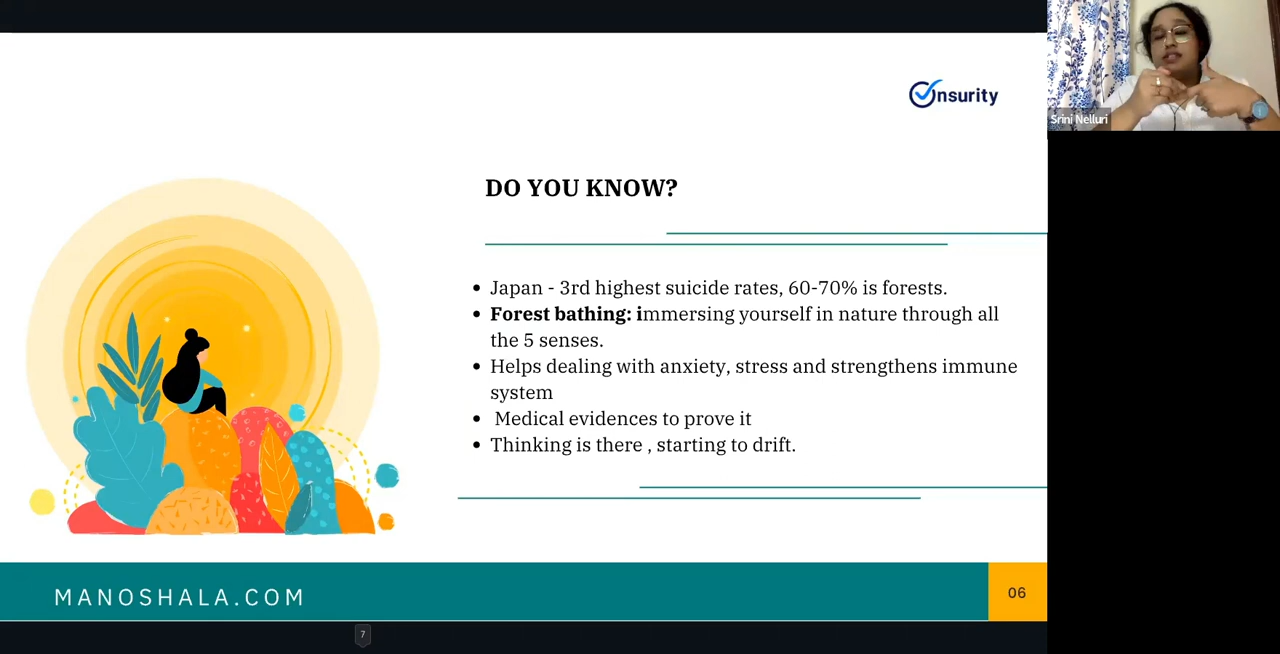 Onsurity
Srini Nelluri
DO YOU KNOW?
Japan - 3rd highest suicide rates, 60-70% is forests.
Forest bathing: immersing yourself in nature through all
the 5 senses.
Helps dealing with anxiety, stress and strengthens immune
system
Medical evidences to prove it
Thinking is there , starting to drift.
MANOSHALA.COM
06
7